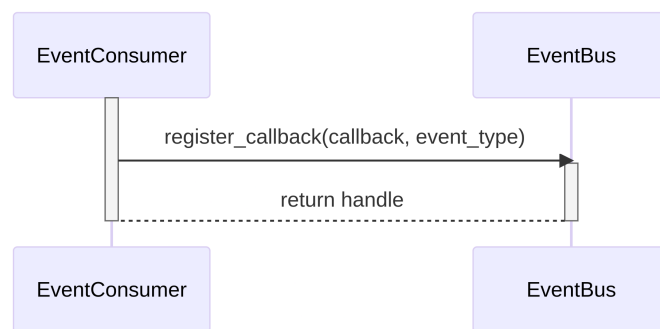 EventConsumer
EventBus
register_callback(callback, event_type)
return handle
EventConsumer
EventBus